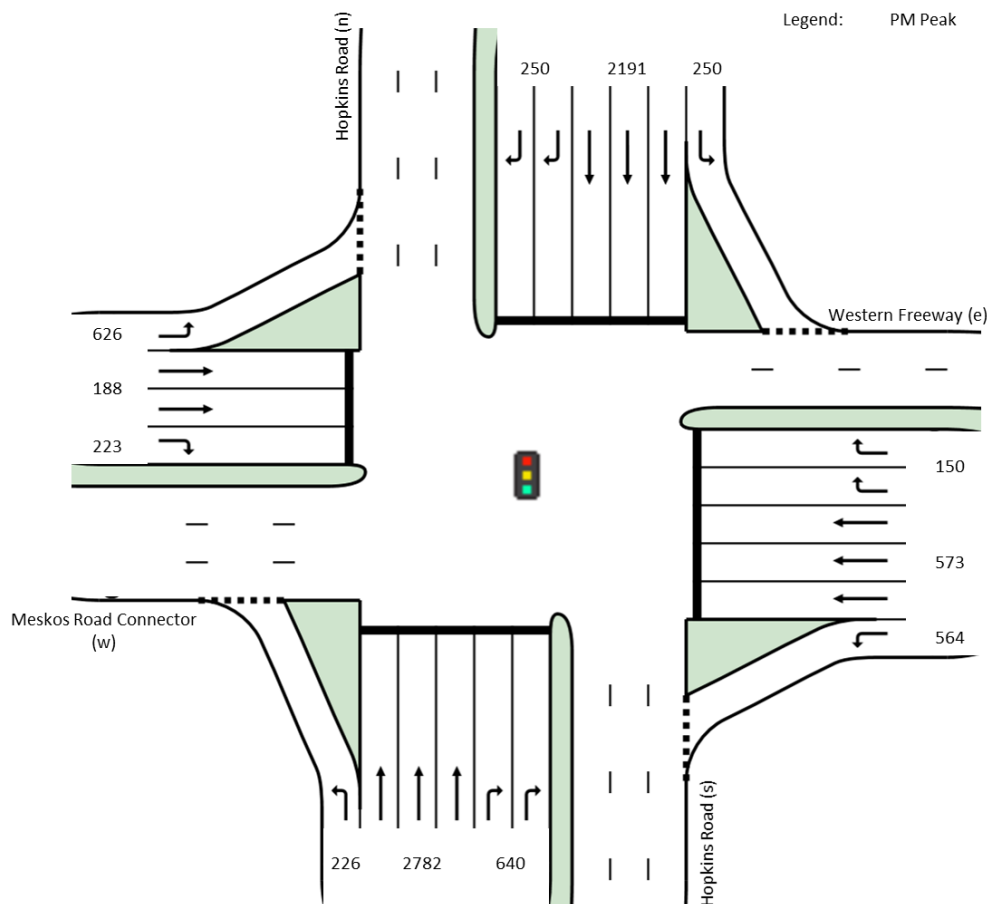 Legend: PM Peak
Hopkins Road (n)
250 2191 250
Western Freeway (e)
626
188
223
150
573
564
Meskos Road Connector
(w)
226 2782 640
Hopkins Road (s)